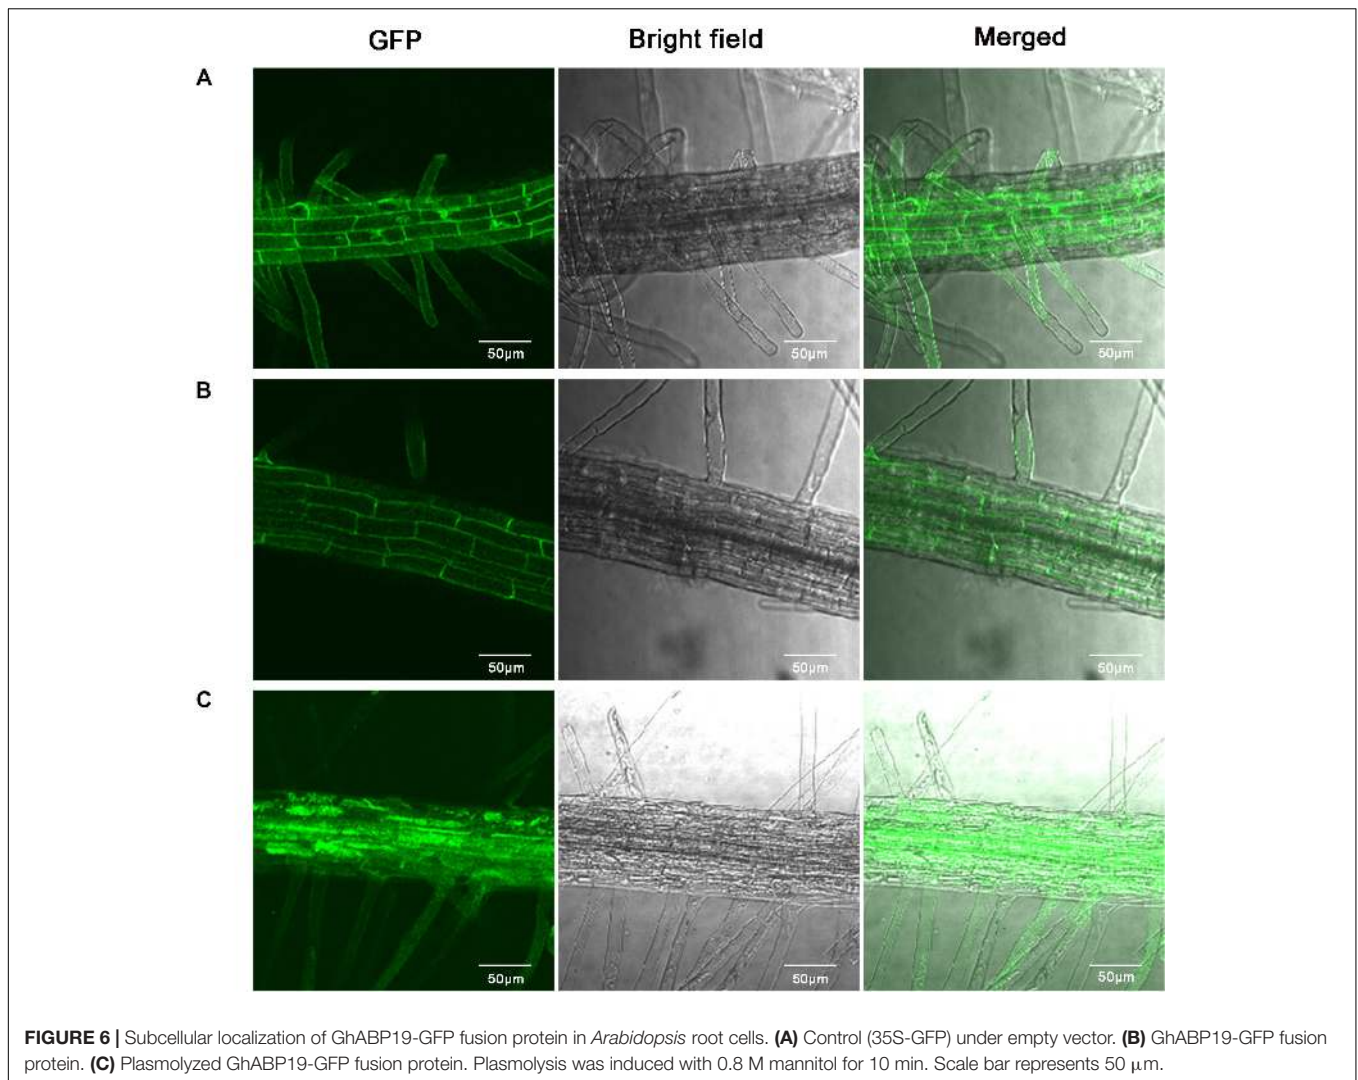 GFP Bright field Merged
A
50μm 50μm 50μm
B
50μm 50μm 50μm
C
50μm 50μm 50μm
FIGURE 6 | Subcellular localization of GhABP19-GFP fusion protein in Arabidopsis root cells. (A) Control (35S-GFP) under empty vector. (B) GhABP19-GFP fusion
protein. (C) Plasmolyzed GhABP19-GFP fusion protein. Plasmolysis was induced with 0.8 M mannitol for 10 min. Scale bar represents 50 μm.